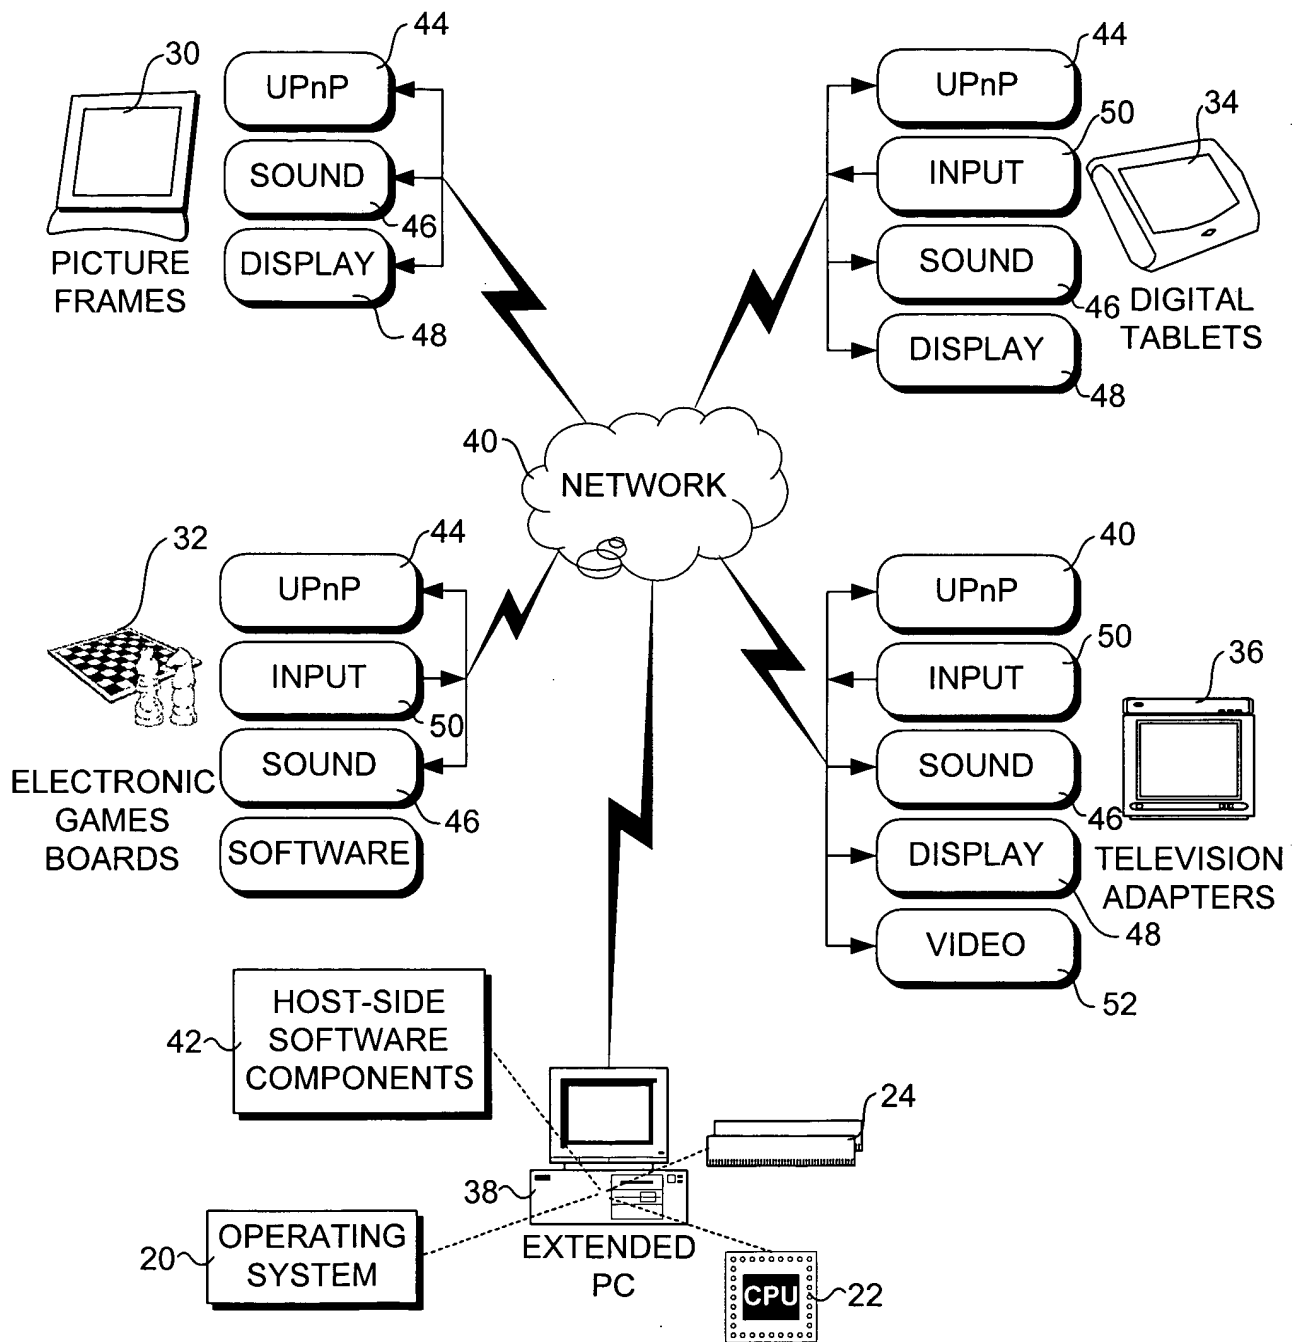 30
44
UPnP
SOUND
46
DISPLAY
48
PICTURE
FRAMES
44
UPnP
50
34
INPUT
SOUND
46
DISPLAY
48
DIGITAL
TABLETS
40
NETWORK
32
44
UPnP
INPUT
50
SOUND
46
SOFTWARE
ELECTRONIC
GAMES
BOARDS
40
UPnP
50
INPUT
36
SOUND
46
DISPLAY
48
VIDEO
52
TELEVISION
ADAPTERS
HOST-SIDE
SOFTWARE
COMPONENTS
42
24
38
OPERATING
SYSTEM
20
EXTENDED
PC
CPU
22